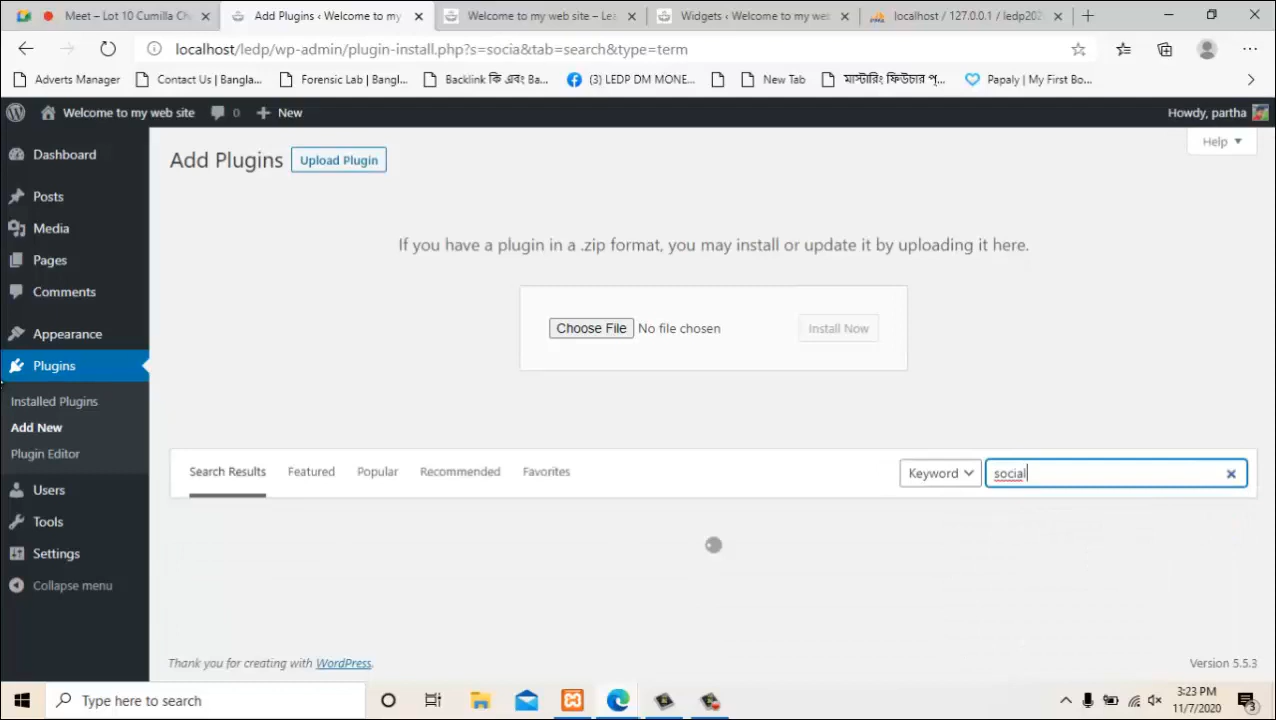 Meet – Lot 10 Cumilla Ch
Add Plugins ‹ Welcome to my
Welcome to my web site – Lea
Widgets ‹ Welcome to my we
localhost / 127.0.0.1 / ledp202
localhost/ledp/wp-admin/plugin-install.php?s=socia&tab=search&type=term
Adverts Manager
Contact Us | Bangla...
Forensic Lab | Bangl...
Backlink কি এবং Ba...
(3) LEDP DM MONE...
New Tab
মাস্টারিং ফিউচার প্...
Papaly | My First Bo...
Welcome to my web site
0
New
Howdy, partha
Dashboard
Posts
Media
Pages
Comments
Appearance
Plugins
Installed Plugins
Add New
Plugin Editor
Users
Tools
Settings
Collapse menu
Help
Add Plugins
Upload Plugin
If you have a plugin in a .zip format, you may install or update it by uploading it here.
Choose File No file chosen
Install Now
Search Results
Featured
Popular
Recommended
Favorites
Keyword
social
Thank you for creating with WordPress.
Version 5.5.3
Type here to search
3:23 PM
11/7/2020
3